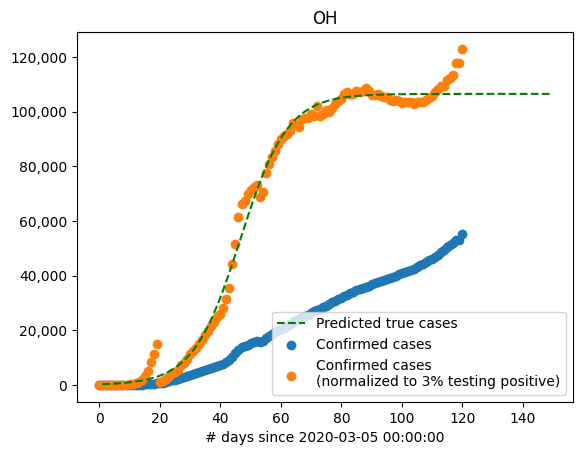 OH
120,000
100,000
80,000
60,000
40,000
20,000
0
Predicted true cases
Confirmed cases
Confirmed cases
(normalized to 3% testing positive)
0 20 40 60 80 100 120 140
# days since 2020-03-05 00:00:00